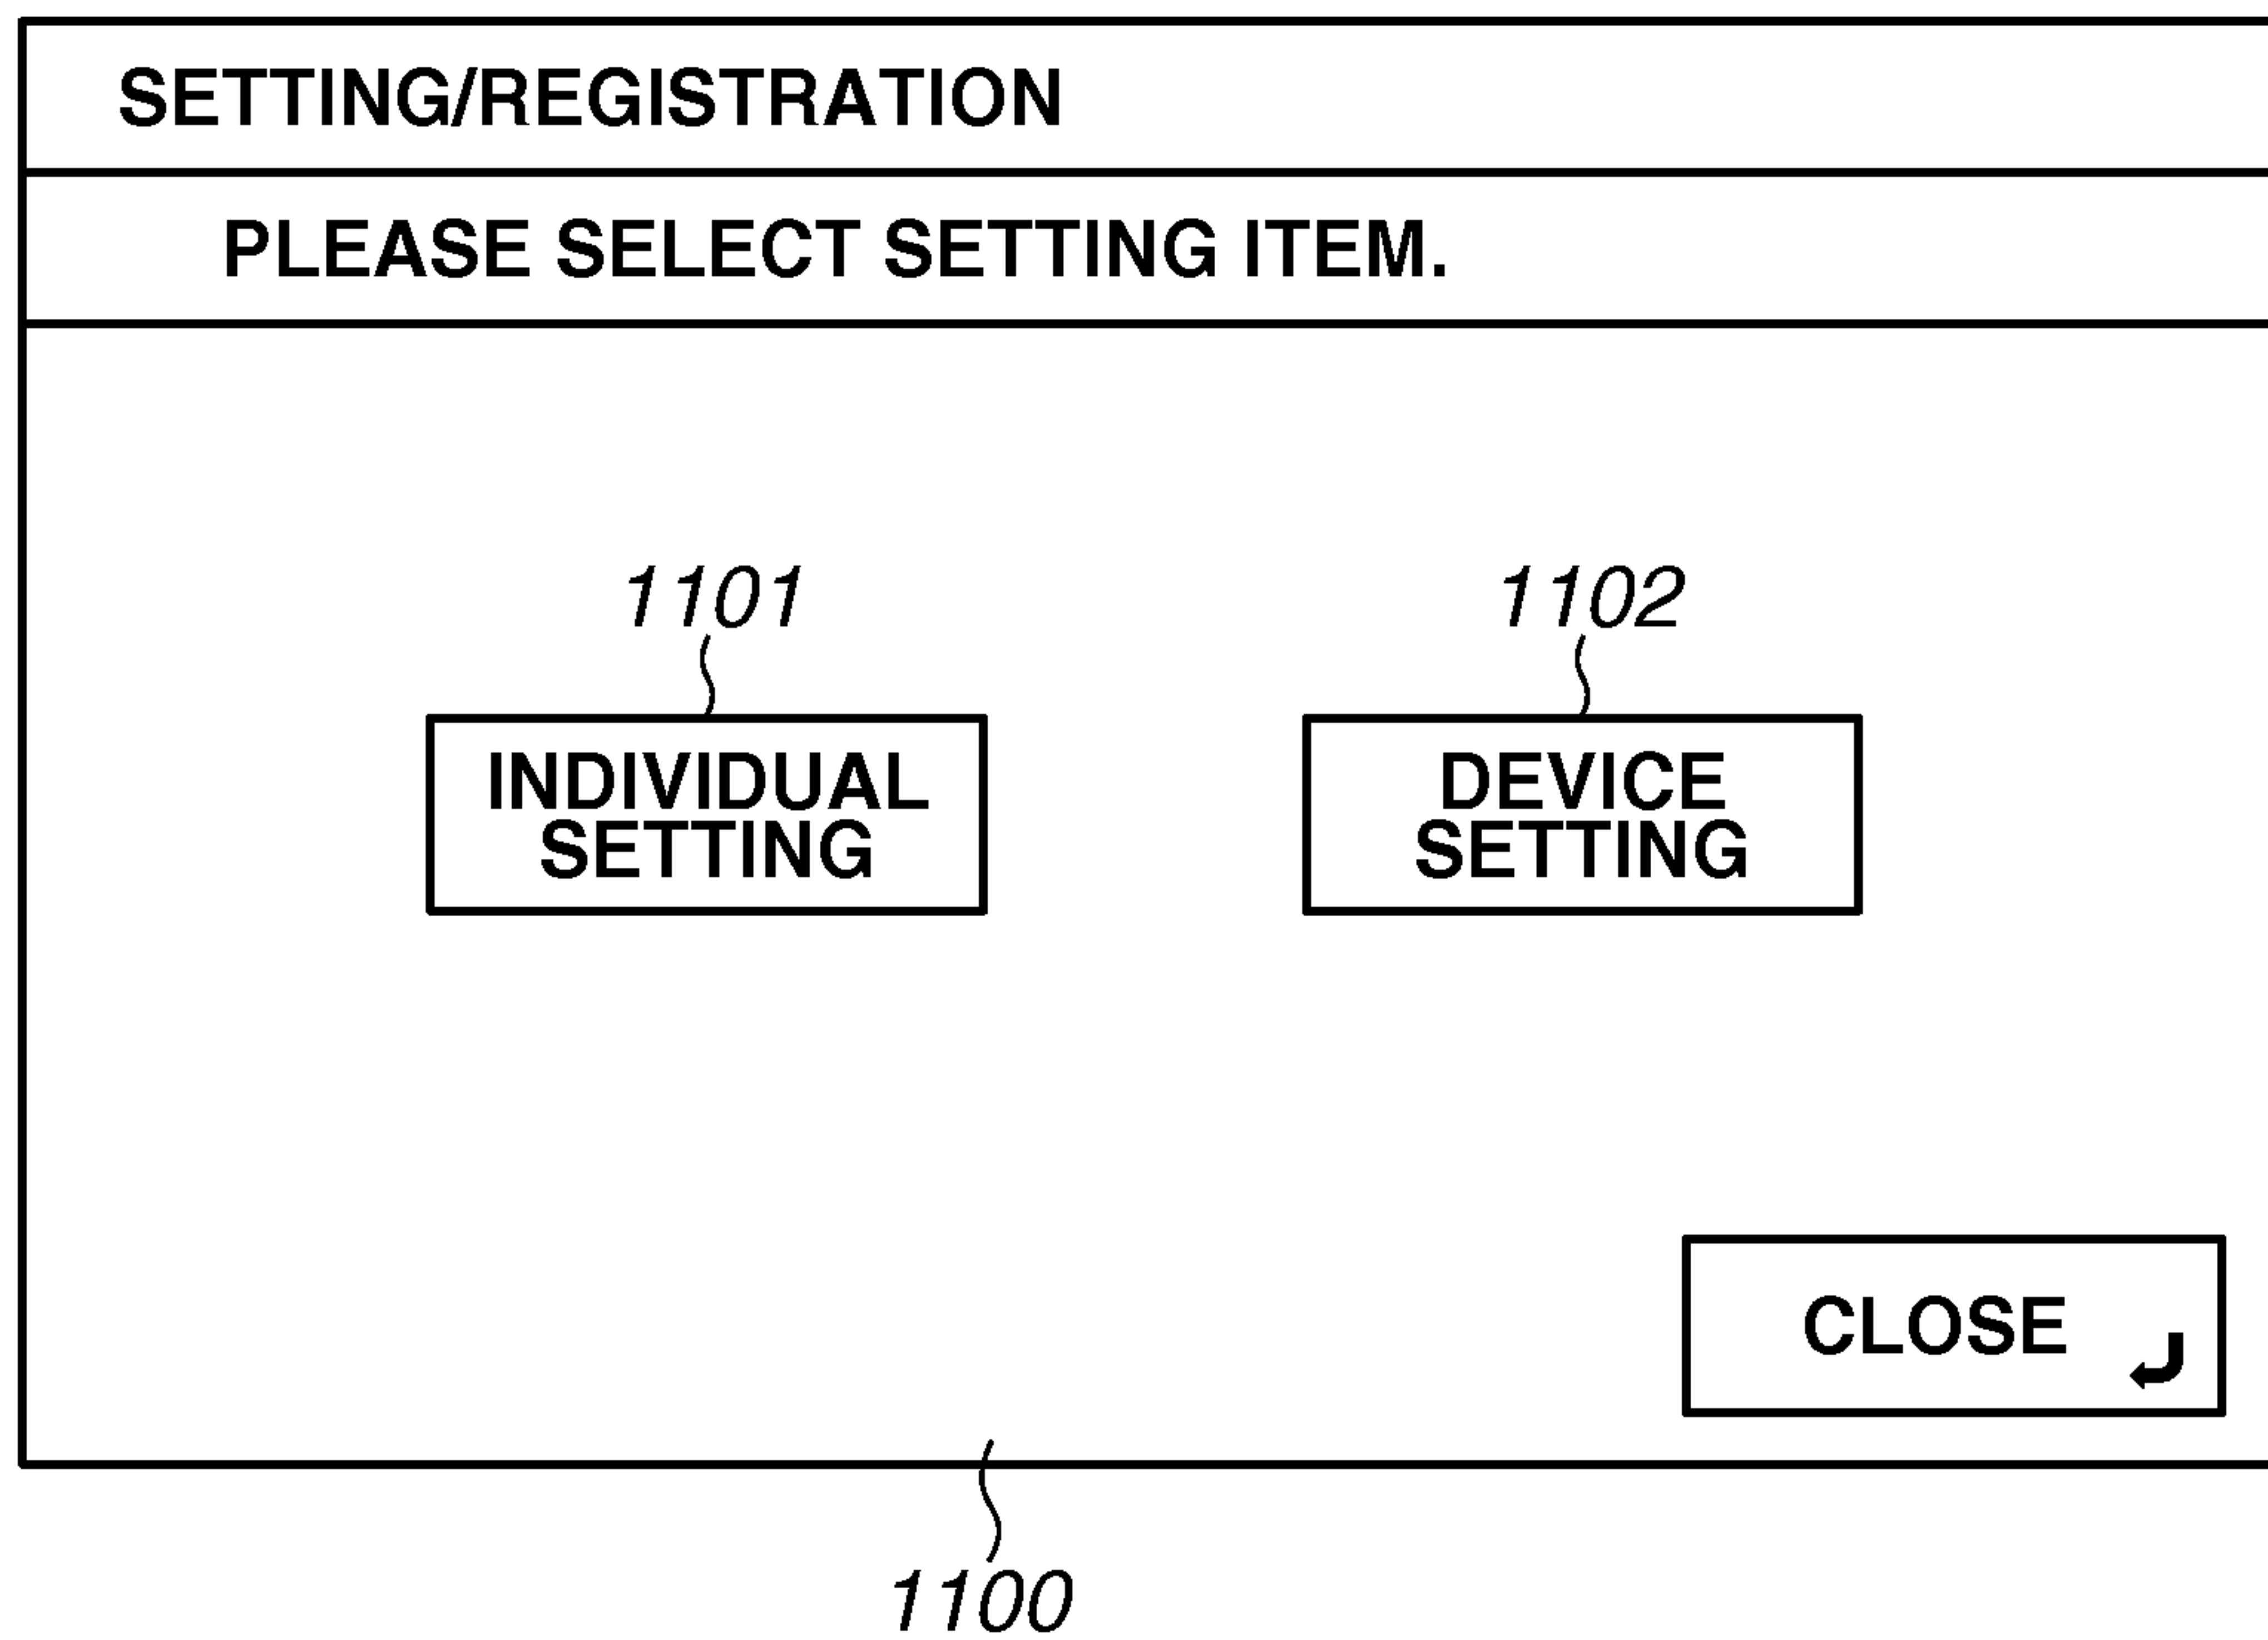 SETTING/REGISTRATION
PLEASE SELECT SETTING ITEM.
1101
1102
INDIVIDUAL
SETTING
DEVICE
SETTING
CLOSE
1100